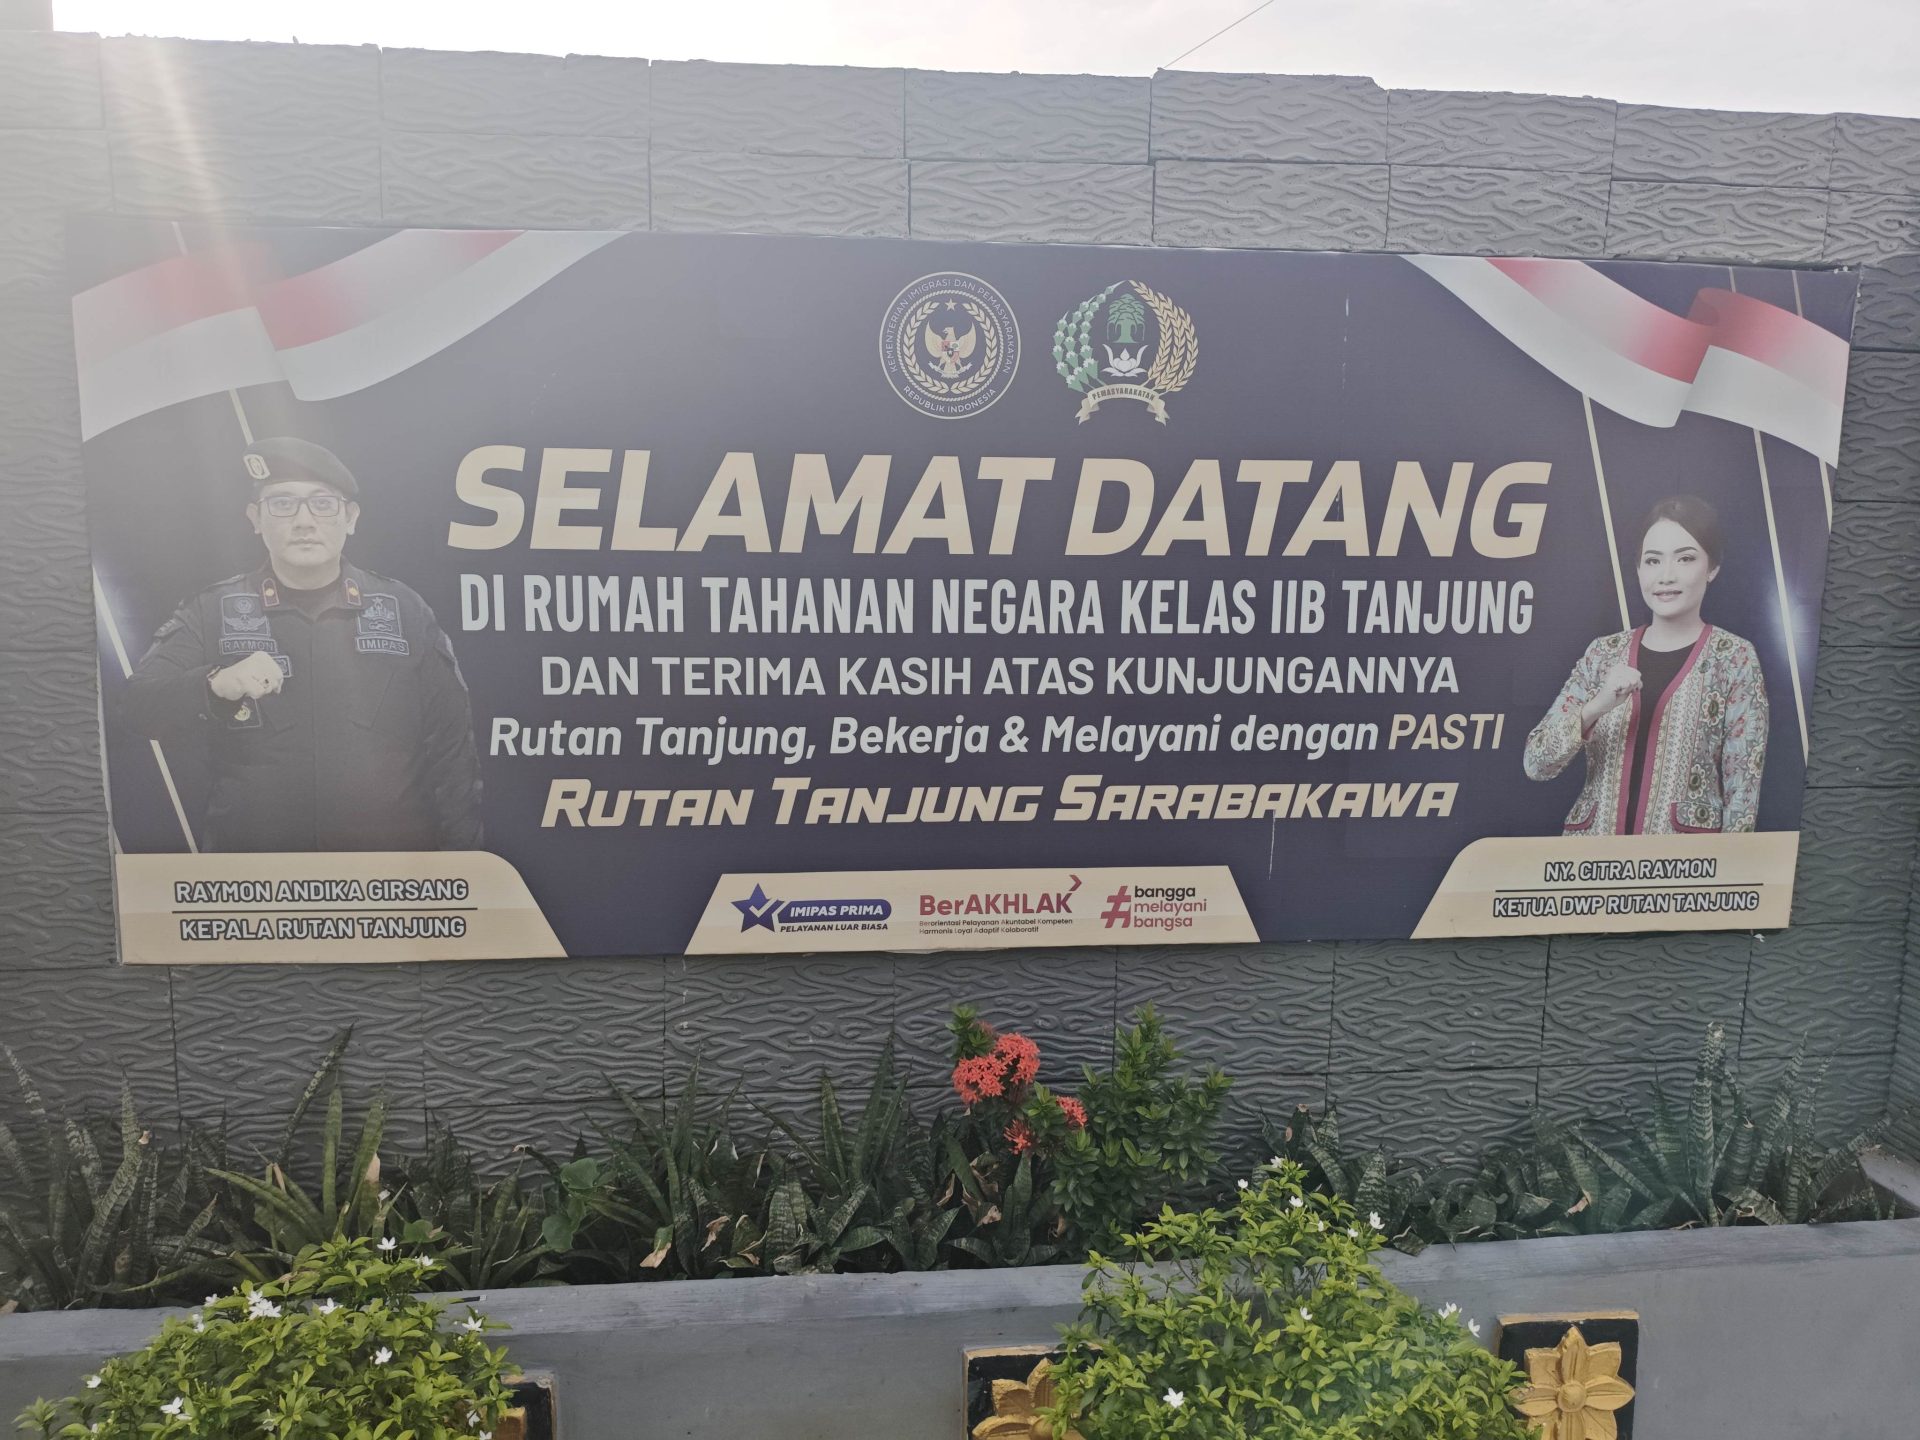 KEMENTERIAN IMIGRASI DAN PEMASYARAKATAN
REPUBLIK INDONESIA
PEMASYARAKATAN
SELAMAT DATANG
DI RUMAH TAHANAN NEGARA KELAS IIB TANJUNG
DAN TERIMA KASIH ATAS KUNJUNGANNYA
Rutan Tanjung, Bekerja & Melayani dengan PASTI
RUTAN TANJUNG SARABAKAWA
RAYMON
IMIPAS
RAYMON ANDIKA GIRSANG
KEPALA RUTAN TANJUNG
IMIPAS PRIMA
PELAYANAN LUAR BIASA
BerAKHLAK
Berorientasi Pelayanan Akuntabel Kompeten
Harmonis Loyal Adaptif Kolaboratif
#bangga
melayani
bangsa
NY. CITRA RAYMON
KETUA DWP RUTAN TANJUNG